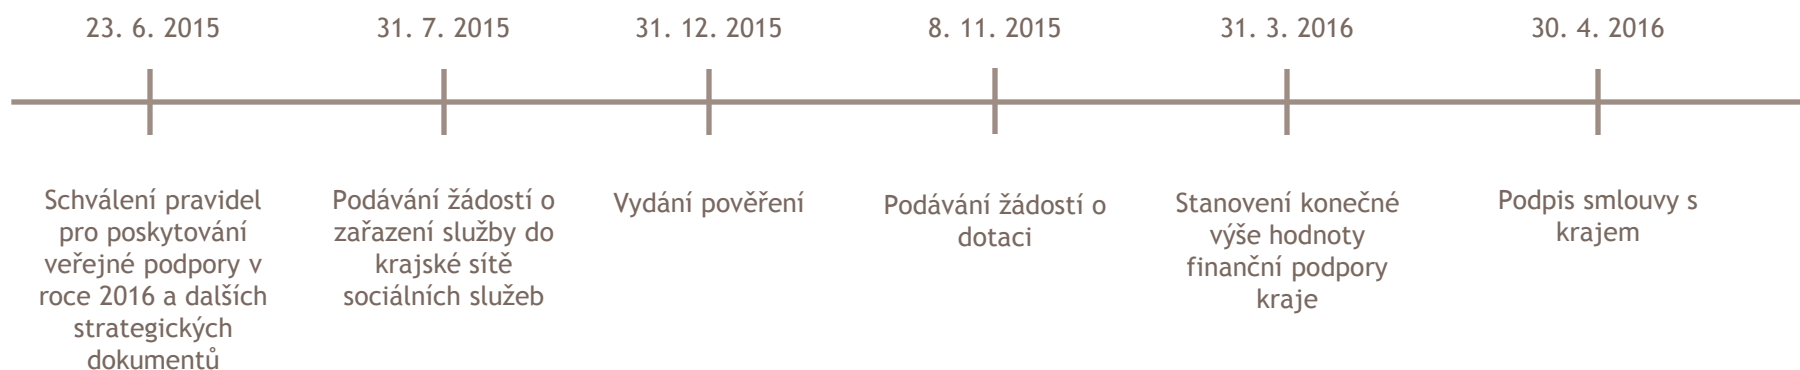 23. 6. 2015
31. 7. 2015
31. 12. 2015
8. 11. 2015
31. 3. 2016
30. 4. 2016
Schválení pravidel
pro poskytování
veřejné podpory v
roce 2016 a dalších
strategických
dokumentů
Podávání žádostí o
zařazení služby do
krajské sítě
sociálních služeb
Vydání pověření
Podávání žádostí o
dotaci
Stanovení konečné
výše hodnoty
finanční podpory
kraje
Podpis smlouvy s
krajem